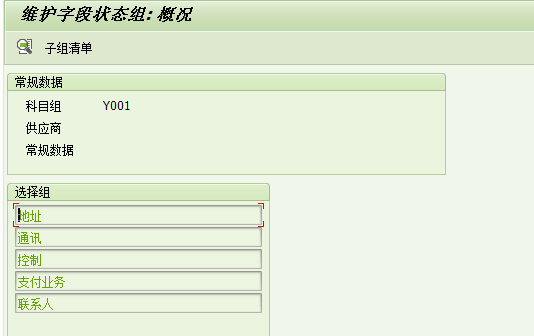 维护字段状态组: 概况
子组清单
常规数据
科目组 Y001
供应商
常规数据
选择组
地址
通讯
控制
支付业务
联系人